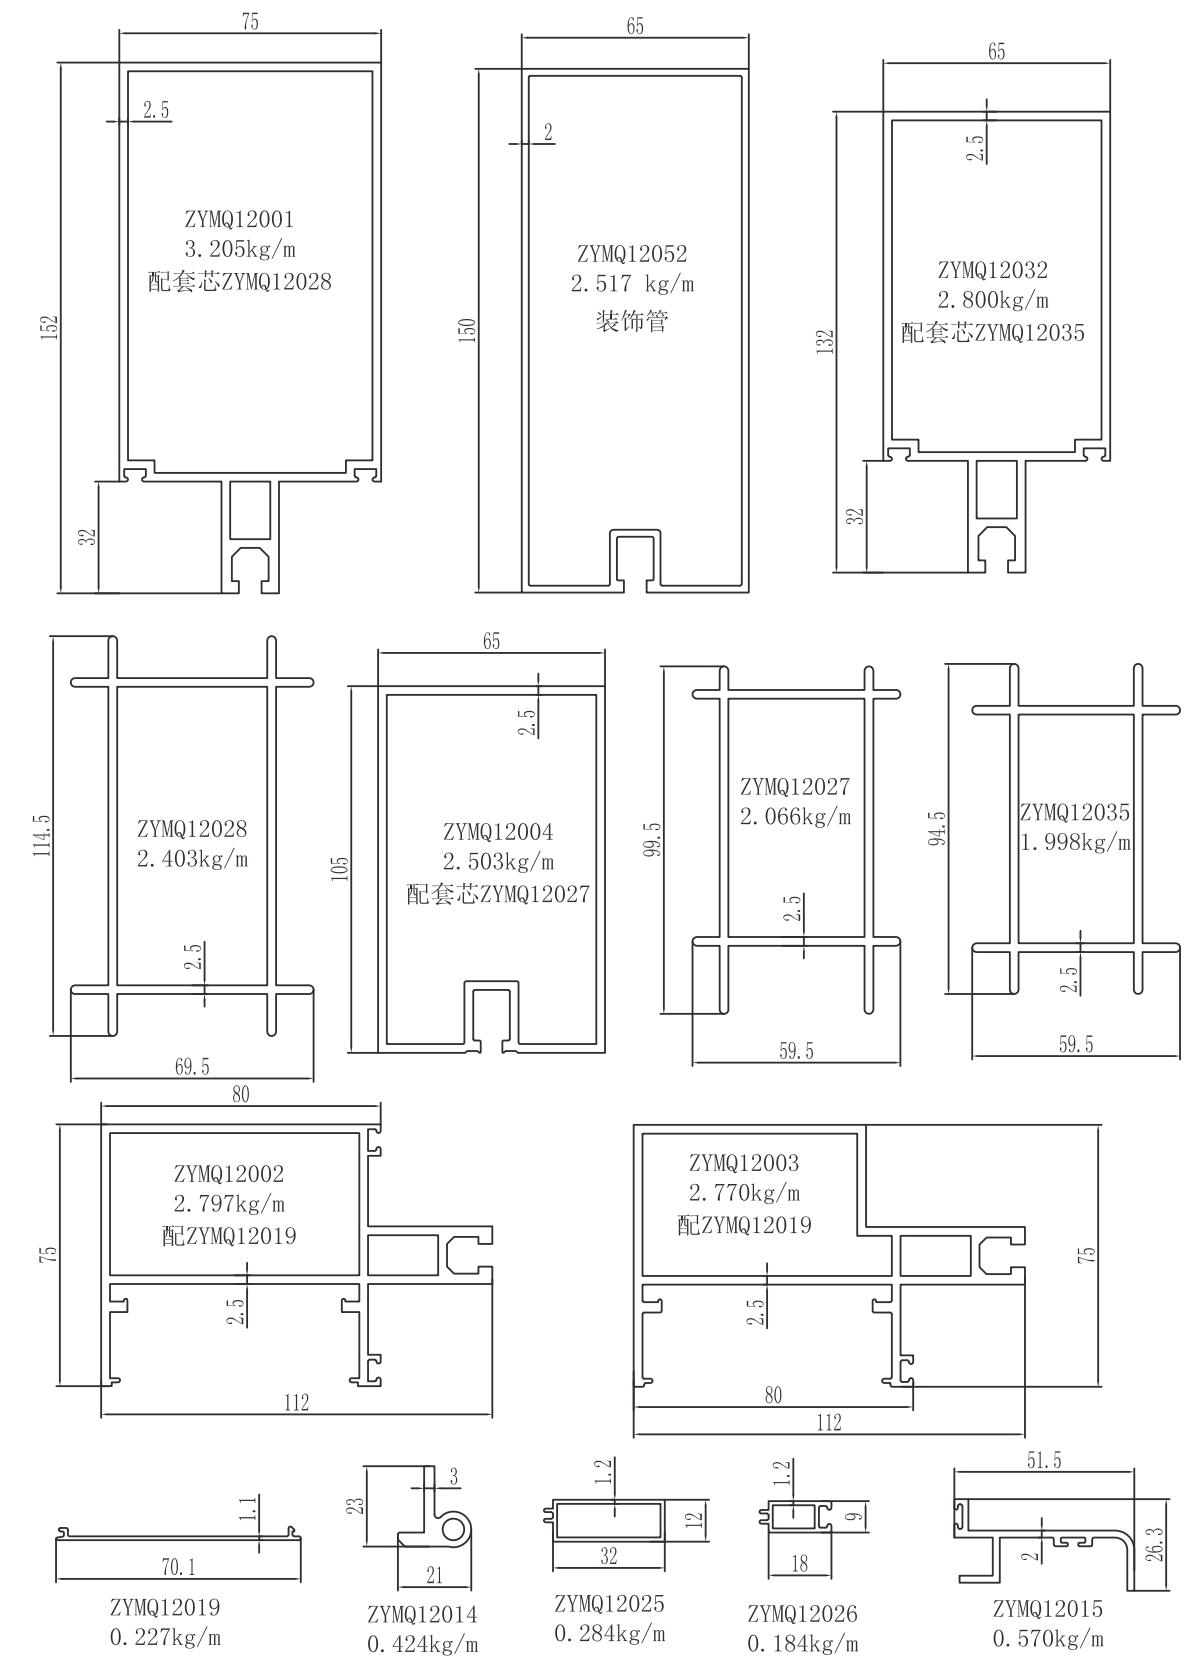 75
2.5
152
32
ZYMQ12001
3.205kg/m
配套芯ZYMQ12028
65
2
150
ZYMQ12052
2.517 kg/m
装饰管
65
2.5
132
32
ZYMQ12032
2.800kg/m
配套芯ZYMQ12035
114.5
ZYMQ12028
2.403kg/m
2.5
69.5
65
2.5
105
ZYMQ12004
2.503kg/m
配套芯ZYMQ12027
99.5
ZYMQ12027
2.066kg/m
2.5
59.5
94.5
ZYMQ12035
1.998kg/m
2.5
59.5
80
75
ZYMQ12002
2.797kg/m
配ZYMQ12019
2.5
112
ZYMQ12003
2.770kg/m
配ZYMQ12019
2.5
75
80
112
1.1
70.1
ZYMQ12019
0.227kg/m
23
3
21
ZYMQ12014
0.424kg/m
1.2
12
32
ZYMQ12025
0.284kg/m
1.2
9
18
ZYMQ12026
0.184kg/m
51.5
2
26.3
ZYMQ12015
0.570kg/m